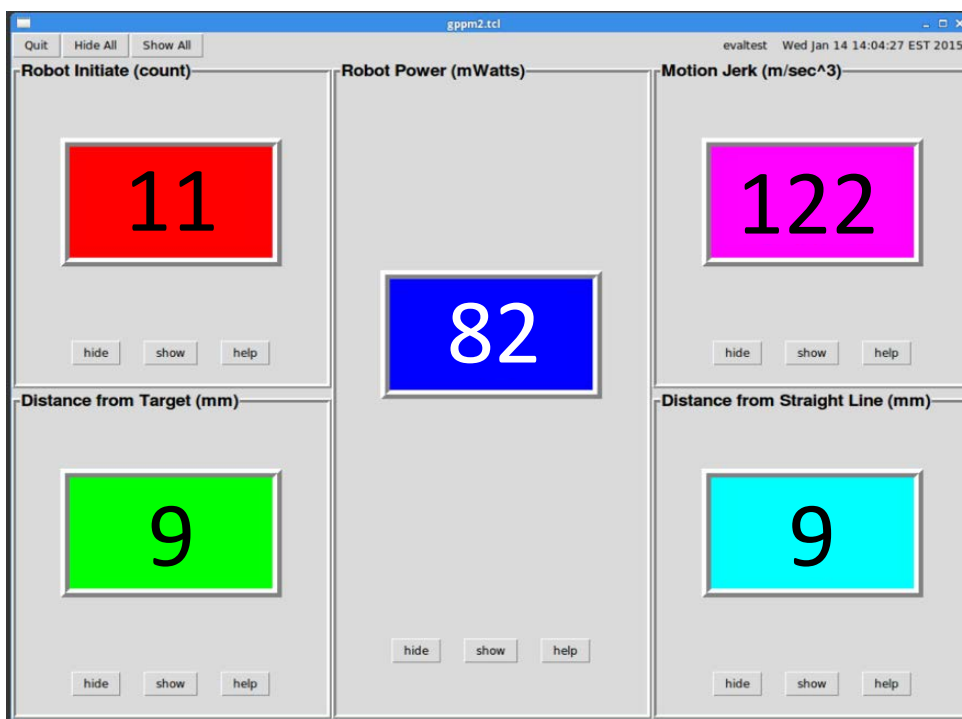 gppm2.tcl
Quit Hide All Show All evaltest Wed Jan 14 14:04:27 EST 2015
Robot Initiate (count)
11
hide show help
Distance from Target (mm)
9
hide show help
Robot Power (mWatts)
82
hide show help
Motion Jerk (m/sec^3)
122
hide show help
Distance from Straight Line (mm)
9
hide show help